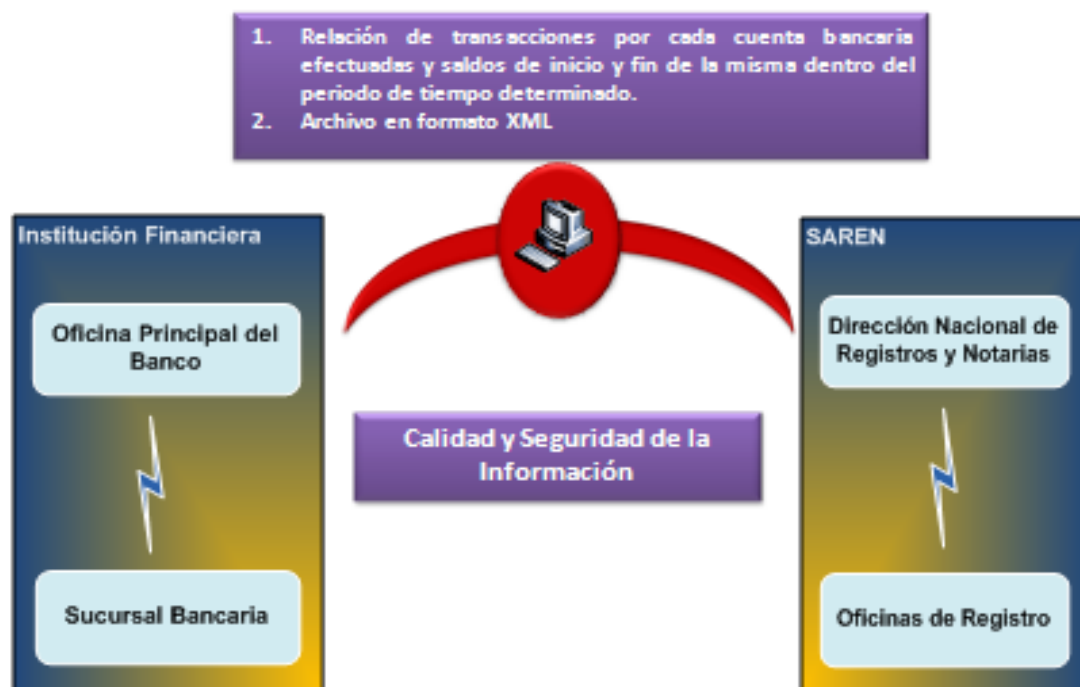 1. Relación de transacciones por cada cuenta bancaria
efectuadas y saldos de inicio y fin de la misma dentro del
periodo de tiempo determinado.
2. Archivo en formato XML
Institución Financiera
Oficina Principal del
Banco
Sucursal Bancaria
Calidad y Seguridad de la
Información
SAREN
Dirección Nacional de
Registros y Notarias
Oficinas de Registro